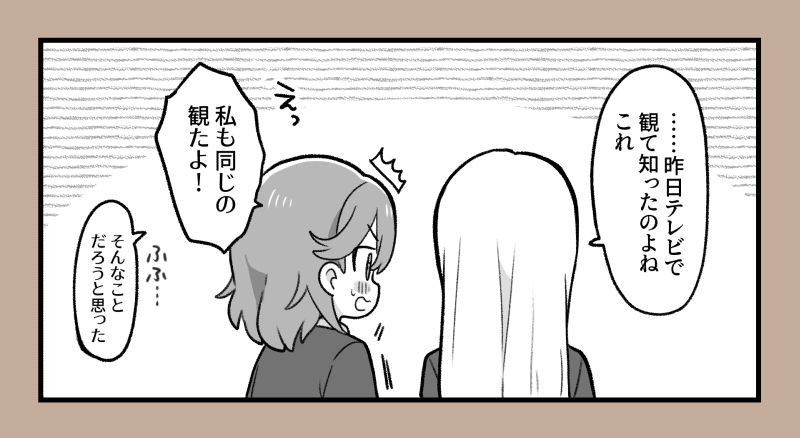 ……昨日テレビで
観て知ったのよね
これ
えっ
私も同じの
観たよ！
ふふ…
そんなこと
だろうと思った